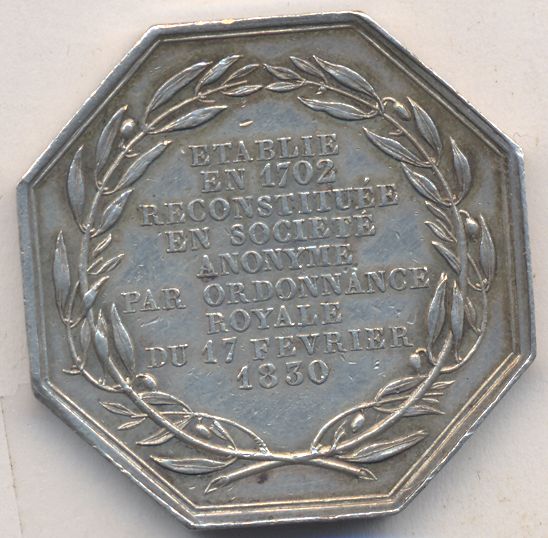 ETABLIE
EN 1702
RECONSTITUÉE
EN SOCIÉTÉ
ANONYME
PAR ORDONNANCE
ROYALE
DU 17 FEVRIER
1830